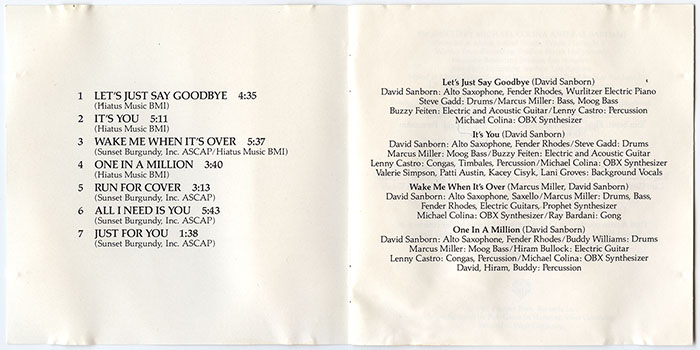 1 LET'S JUST SAY GOODBYE 4:35
(Hiatus Music BMI)
2 IT'S YOU 5:11
(Hiatus Music BMI)
3 WAKE ME WHEN IT'S OVER 5:37
(Sunset Burgundy, Inc. ASCAP/Hiatus Music BMI)
4 ONE IN A MILLION 3:40
(Hiatus Music BMI)
5 RUN FOR COVER 3:13
(Sunset Burgundy, Inc. ASCAP)
6 ALL I NEED IS YOU 5:43
(Sunset Burgundy, Inc. ASCAP)
7 JUST FOR YOU 1:38
(Sunset Burgundy, Inc. ASCAP)
Let's Just Say Goodbye (David Sanborn)
David Sanborn: Alto Saxophone, Fender Rhodes, Wurlitzer Electric Piano
Steve Gadd: Drums/Marcus Miller: Bass, Moog Bass
Buzzy Feiten: Electric and Acoustic Guitar/Lenny Castro: Percussion
Michael Colina: OBX Synthesizer
It's You (David Sanborn)
David Sanborn: Alto Saxophone, Fender Rhodes/Steve Gadd: Drums
Marcus Miller: Moog Bass/Buzzy Feiten: Electric and Acoustic Guitar
Lenny Castro: Congas, Timbales, Percussion/Michael Colina: OBX Synthesizer
Valerie Simpson, Patti Austin, Kacey Cisyk, Lani Groves: Background Vocals
Wake Me When It's Over (Marcus Miller, David Sanborn)
David Sanborn: Alto Saxophone, Saxello/Marcus Miller: Drums, Bass,
Fender Rhodes, Electric Guitars, Prophet Synthesizer
Michael Colina: OBX Synthesizer/Ray Bardani: Gong
One In A Million (David Sanborn)
David Sanborn: Alto Saxophone, Fender Rhodes/Buddy Williams: Drums
Marcus Miller: Moog Bass/Hiram Bullock: Electric Guitar
Lenny Castro: Congas, Percussion/Michael Colina: OBX Synthesizer
David, Hiram, Buddy: Percussion